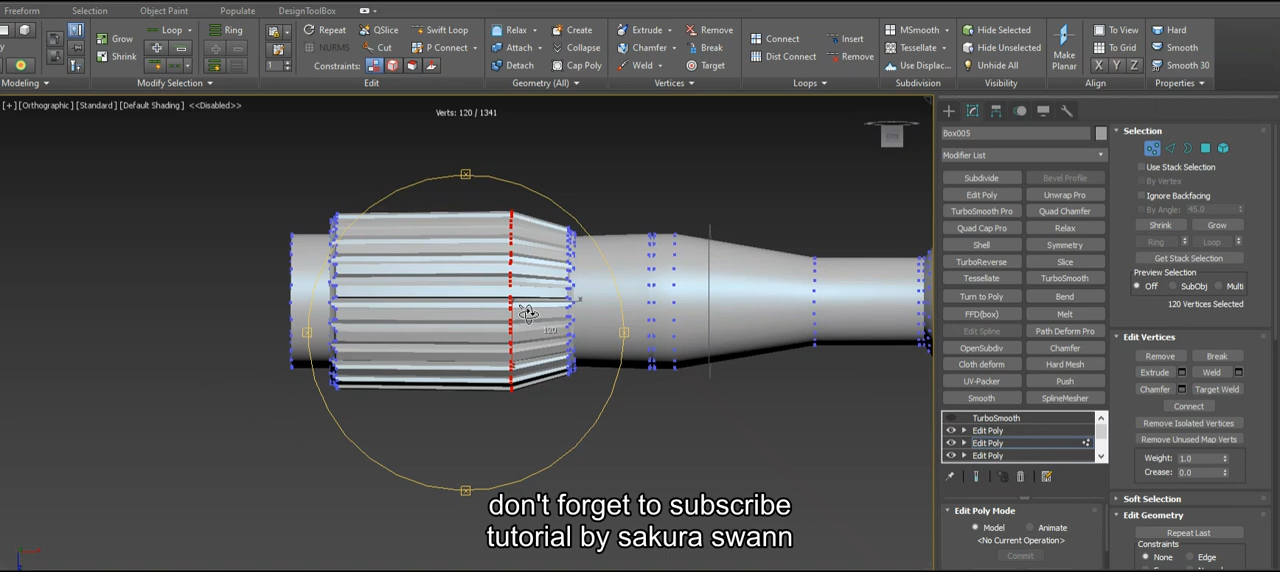 Freeform Selection Object Paint Populate DesignToolBox
Grow Loop Ring Repeat QSlice Swift Loop Relax Create Extrude Remove Connect Insert MSmooth Hide Selected To View Hard
Shrink NURMS Cut P Connect Attach Collapse Chamfer Break Dist Connect Remove Tessellate Hide Unselected Make Planar To Grid Smooth
1 Constraints: Detach Cap Poly Weld Target Use Displac... Unhide All X Y Z Smooth 30
Modeling Modify Selection Edit Geometry (All) Vertices Loops Subdivision Visibility Align Properties
[+] [Orthographic] [Standard] [Default Shading] <<Disabled>>
Verts: 120 / 1341
x
120
Box005
Modifier List
Subdivide Bevel Profile
Edit Poly Unwrap Pro
TurboSmooth Pro Quad Chamfer
Quad Cap Pro Relax
Shell Symmetry
TurboReverse Slice
Tessellate TurboSmooth
Turn to Poly Bend
FFD(box) Melt
Edit Spline Path Deform Pro
OpenSubdiv Chamfer
Cloth deform Hard Mesh
UV-Packer Push
Smooth SplineMesher
TurboSmooth
Edit Poly
Edit Poly
Edit Poly
Edit Poly Mode
Model Animate
<No Current Operation>
Commit
Selection
Use Stack Selection
By Vertex
Ignore Backfacing
By Angle: 45.0
Shrink Grow
Ring Loop
Get Stack Selection
Preview Selection
Off SubObj Multi
120 Vertices Selected
Edit Vertices
Remove Break
Extrude Weld
Chamfer Target Weld
Connect
Remove Isolated Vertices
Remove Unused Map Verts
Weight: 1.0
Crease: 0.0
Soft Selection
Edit Geometry
Repeat Last
Constraints
None Edge
don't forget to subscribe
tutorial by sakura swann